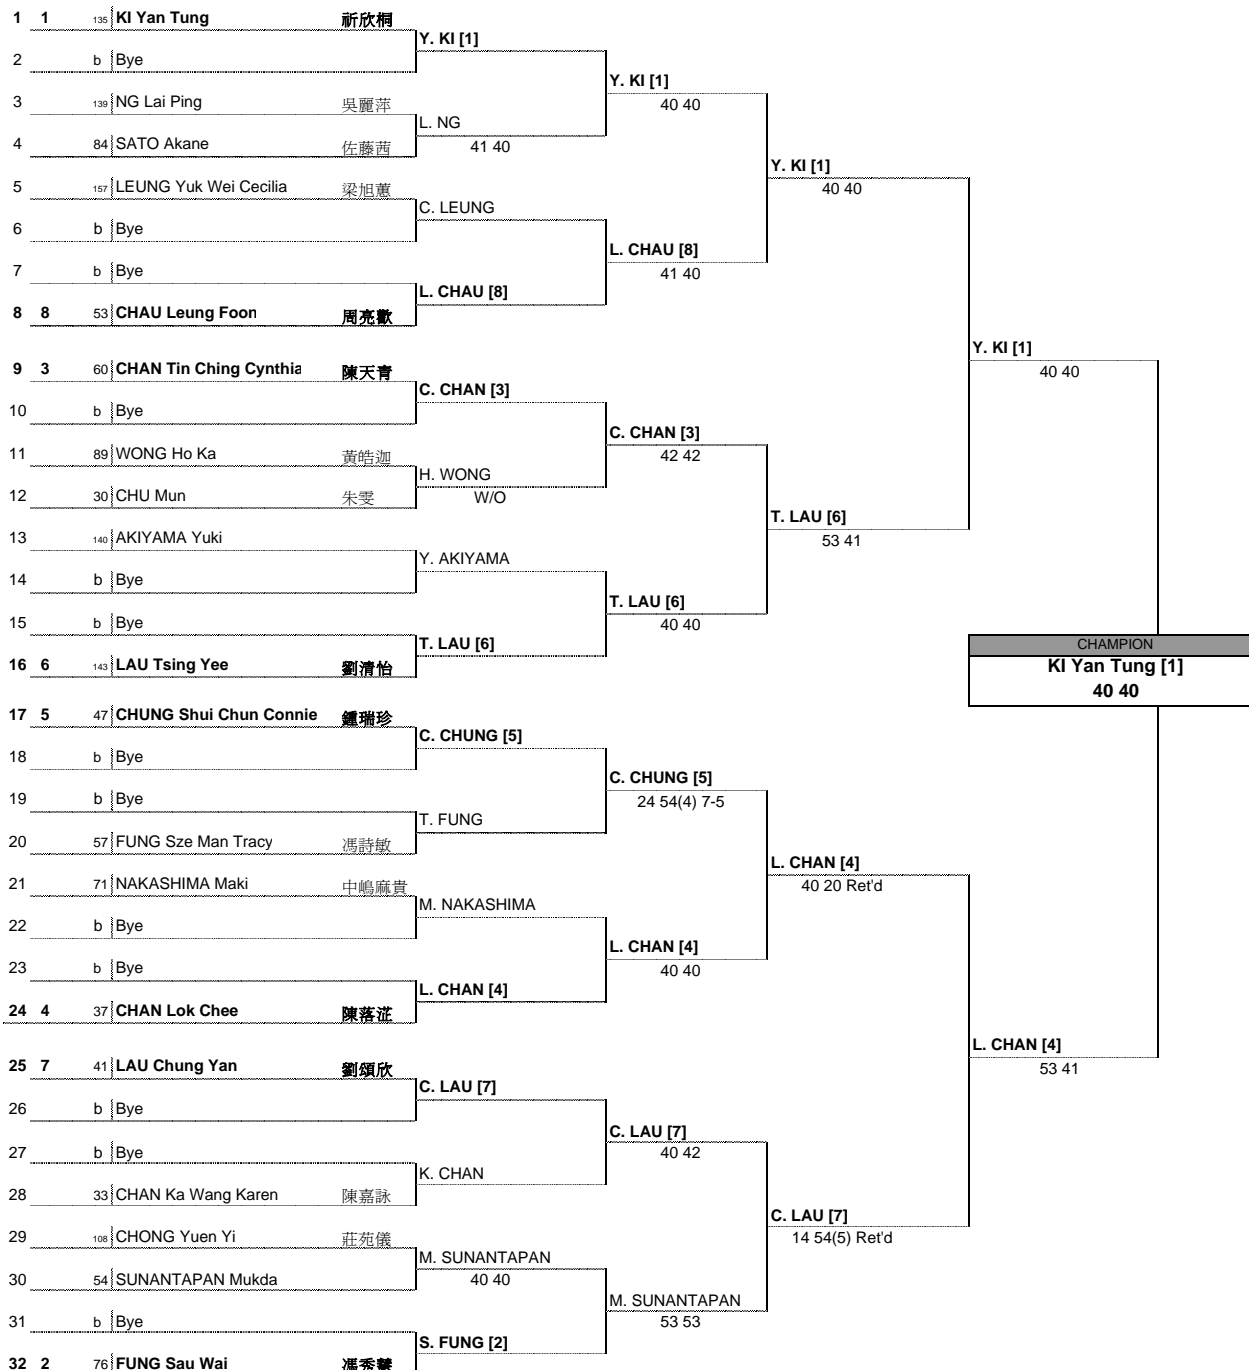 1 1 135 KI Yan Tung 祈欣桐
Y. KI [1]
2 b Bye
Y. KI [1]
3 139 NG Lai Ping 吳麗萍
40 40
L. NG
4 84 SATO Akane 佐藤茜
41 40
Y. KI [1]
5 157 LEUNG Yuk Wei Cecilia 梁旭蕙
40 40
C. LEUNG
6 b Bye
L. CHAU [8]
7 b Bye
41 40
L. CHAU [8]
8 8 53 CHAU Leung Foon 周亮歡
Y. KI [1]
9 3 60 CHAN Tin Ching Cynthia 陳天青
40 40
C. CHAN [3]
10 b Bye
C. CHAN [3]
11 89 WONG Ho Ka 黃皓迦
42 42
H. WONG
12 30 CHU Mun 朱雯
W/O
T. LAU [6]
13 140 AKIYAMA Yuki
53 41
Y. AKIYAMA
14 b Bye
T. LAU [6]
15 b Bye
40 40
T. LAU [6]
CHAMPION
16 6 143 LAU Tsing Yee 劉清怡
KI Yan Tung [1]
40 40
17 5 47 CHUNG Shui Chun Connie 鍾瑞珍
C. CHUNG [5]
18 b Bye
C. CHUNG [5]
19 b Bye
24 54(4) 7-5
T. FUNG
20 57 FUNG Sze Man Tracy 馮詩敏
L. CHAN [4]
21 71 NAKASHIMA Maki 中嶋麻貴
40 20 Ret'd
M. NAKASHIMA
22 b Bye
L. CHAN [4]
23 b Bye
40 40
L. CHAN [4]
24 4 37 CHAN Lok Chee 陳落茝
L. CHAN [4]
25 7 41 LAU Chung Yan 劉頌欣
53 41
C. LAU [7]
26 b Bye
C. LAU [7]
27 b Bye
40 42
K. CHAN
28 33 CHAN Ka Wang Karen 陳嘉詠
C. LAU [7]
29 108 CHONG Yuen Yi 莊苑儀
14 54(5) Ret'd
M. SUNANTAPAN
30 54 SUNANTAPAN Mukda
40 40
M. SUNANTAPAN
31 b Bye
53 53
S. FUNG [2]
32 2 76 FUNG Sau Wai 馮秀慧